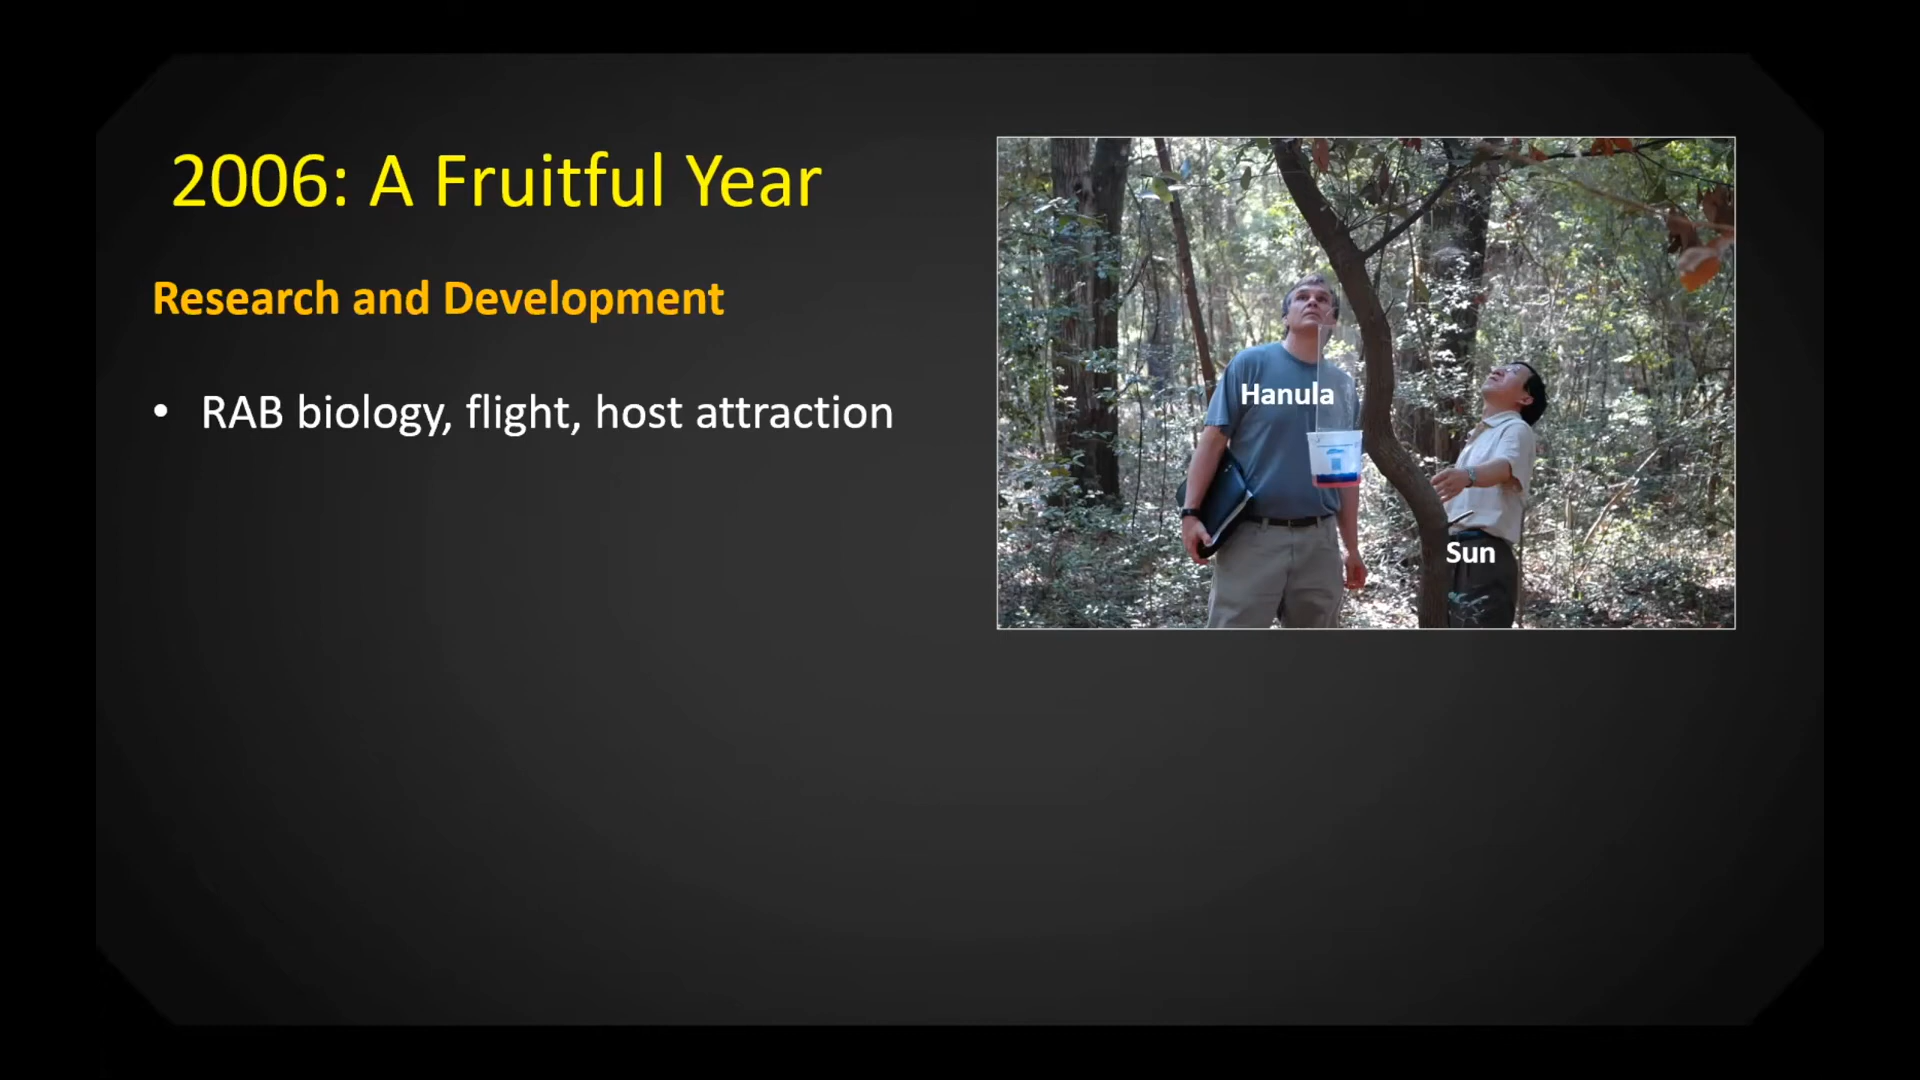 2006: A Fruitful Year
Research and Development
• RAB biology, flight, host attraction
Hanula
Sun